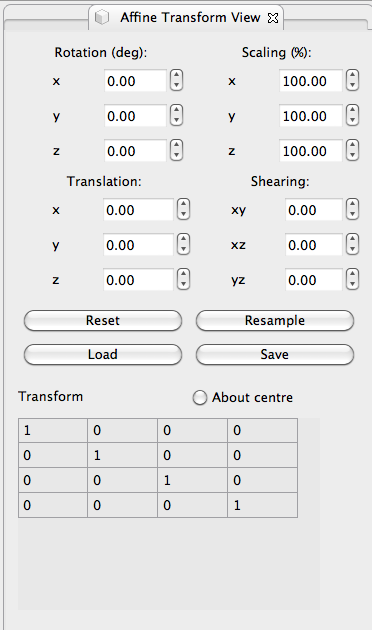 Affine Transform View
Rotation (deg): Scaling (%):
x 0.00 x 100.00
y 0.00 y 100.00
z 0.00 z 100.00
Translation: Shearing:
x 0.00 xy 0.00
y 0.00 xz 0.00
z 0.00 yz 0.00
Reset Resample
Load Save
Transform About centre
1 0 0 0
0 1 0 0
0 0 1 0
0 0 0 1